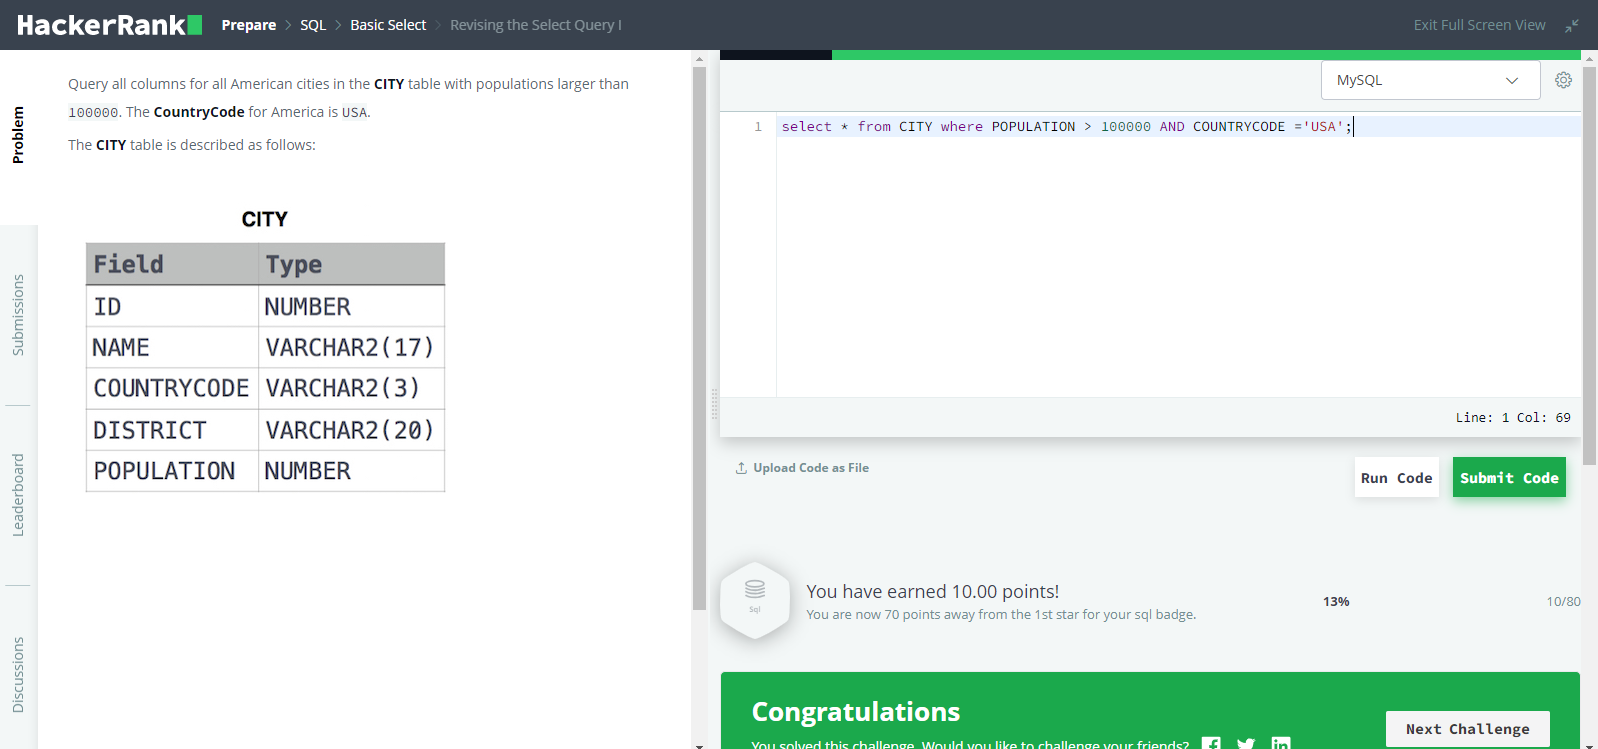 HackerRank
Prepare > SQL > Basic Select > Revising the Select Query I
Exit Full Screen View
Problem
Submissions
Leaderboard
Discussions
Query all columns for all American cities in the CITY table with populations larger than
100000. The CountryCode for America is USA.
The CITY table is described as follows:
CITY
Field Type
ID NUMBER
NAME VARCHAR2(17)
COUNTRYCODE VARCHAR2(3)
DISTRICT VARCHAR2(20)
POPULATION NUMBER
MySQL
1 select * from CITY where POPULATION > 100000 AND COUNTRYCODE ='USA';
Line: 1 Col: 69
Upload Code as File
Run Code
Submit Code
Sql
You have earned 10.00 points!
You are now 70 points away from the 1st star for your sql badge.
13%
10/80
Congratulations
You solved this challenge. Would you like to challenge your friends?
Next Challenge